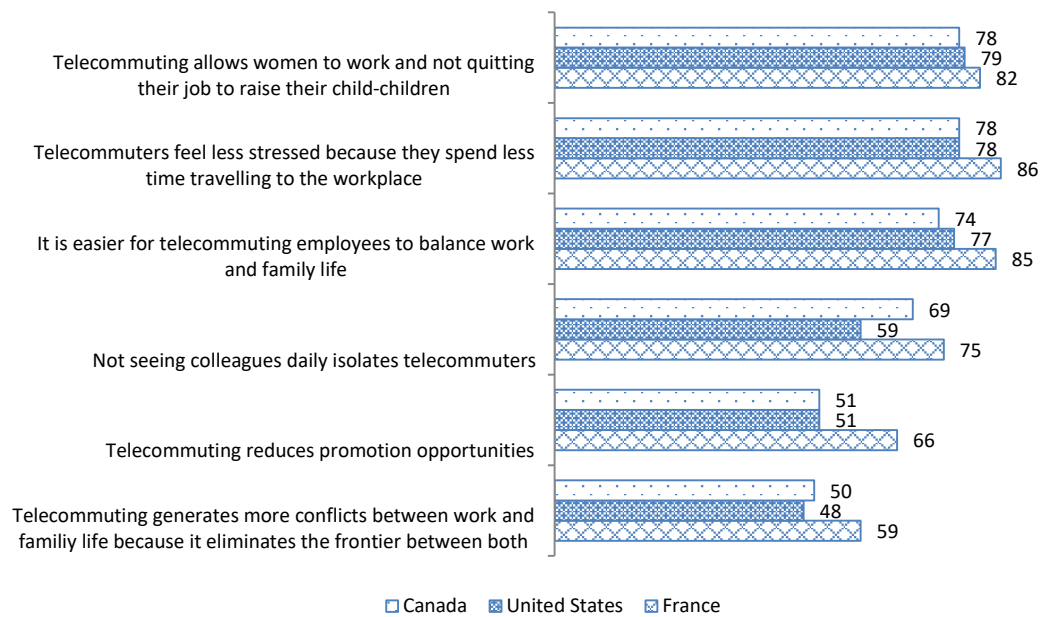 Telecommuting allows women to work and not quitting
their job to raise their child-children
78
79
82
Telecommuters feel less stressed because they spend less
time travelling to the workplace
78
78
86
It is easier for telecommuting employees to balance work
and family life
74
77
85
Not seeing colleagues daily isolates telecommuters
69
59
75
Telecommuting reduces promotion opportunities
51
51
66
Telecommuting generates more conflicts between work and
familiy life because it eliminates the frontier between both
50
48
59
Canada United States France